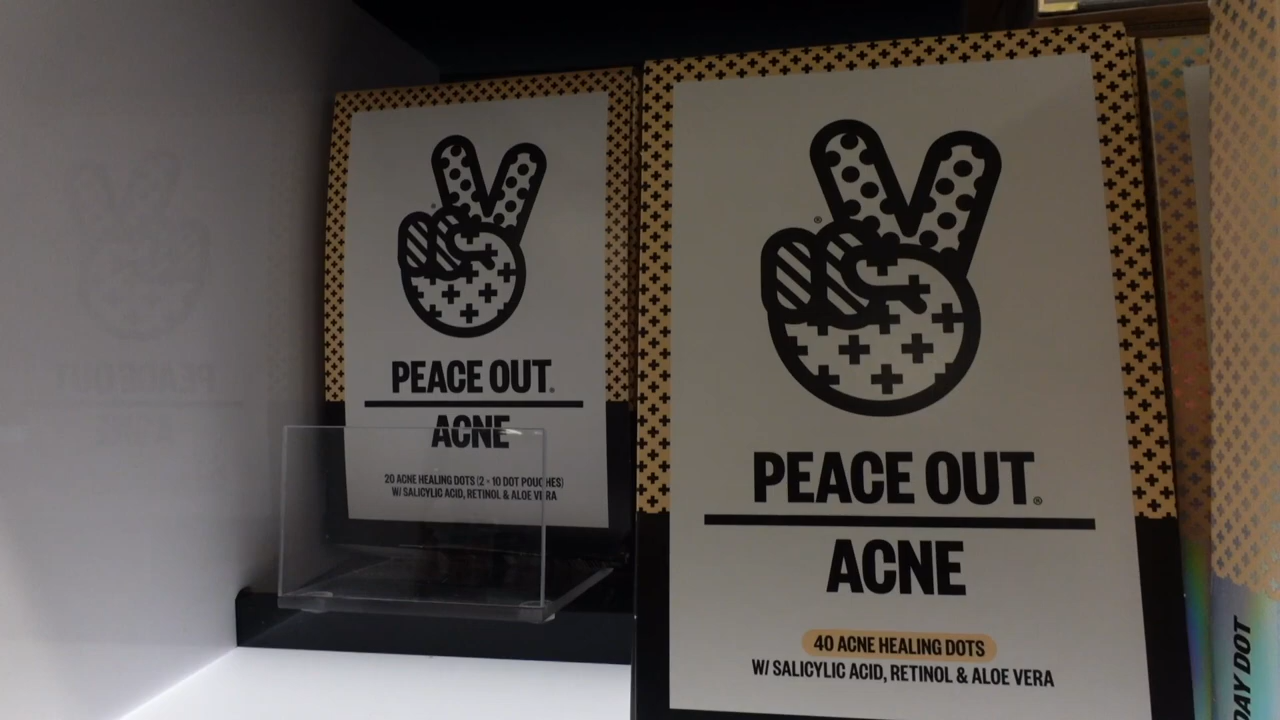 PEACE OUT®
ACNE
20 ACNE HEALING DOTS (2 × 10 DOT POUCHES)
W/ SALICYLIC ACID, RETINOL & ALOE VERA
PEACE OUT®
ACNE
40 ACNE HEALING DOTS
W/ SALICYLIC ACID, RETINOL & ALOE VERA
DAY DOT